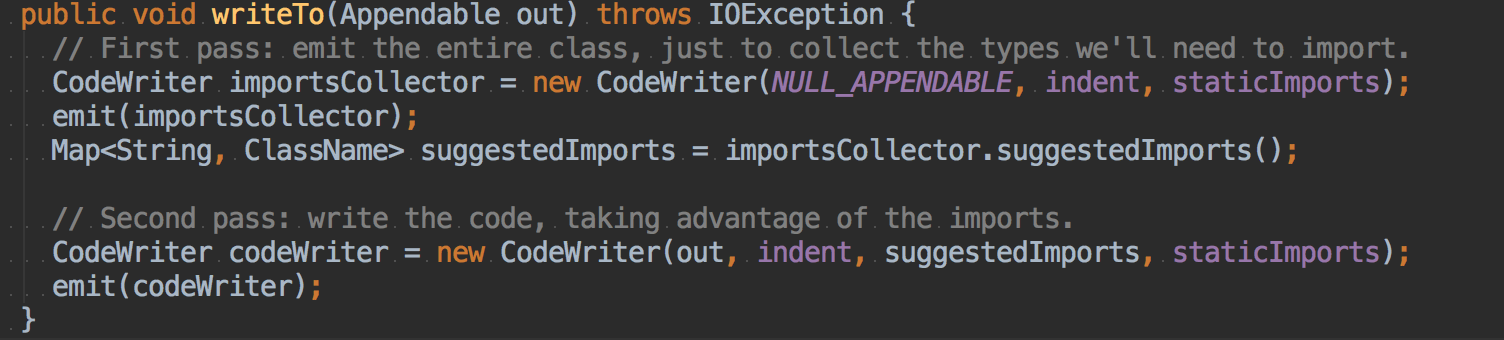 public void writeTo(Appendable out) throws IOException {
// First pass: emit the entire class, just to collect the types we'll need to import.
CodeWriter importsCollector = new CodeWriter(NULL_APPENDABLE, indent, staticImports);
emit(importsCollector);
Map<String, ClassName> suggestedImports = importsCollector.suggestedImports();
// Second pass: write the code, taking advantage of the imports.
CodeWriter codeWriter = new CodeWriter(out, indent, suggestedImports, staticImports);
emit(codeWriter);
}